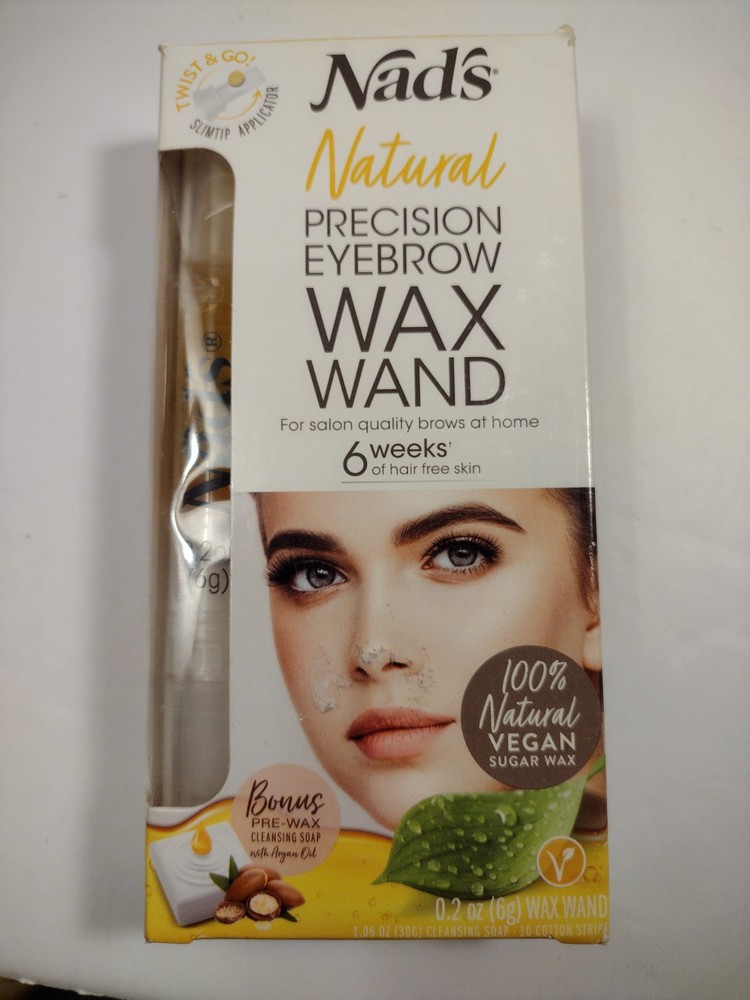 TWIST & GO!
SLIMTIP APPLICATOR
Nad's®
Natural
PRECISION
EYEBROW
WAX
WAND
For salon quality brows at home
6 weeks†
of hair free skin
Nad's®
(6g)
100%
Natural
VEGAN
SUGAR WAX
Bonus
PRE-WAX
CLEANSING SOAP
with Argan Oil
V
0.2 oz (6g) WAX WAND
1.06 OZ (30G) CLEANSING SOAP · 10 COTTON STRIPS